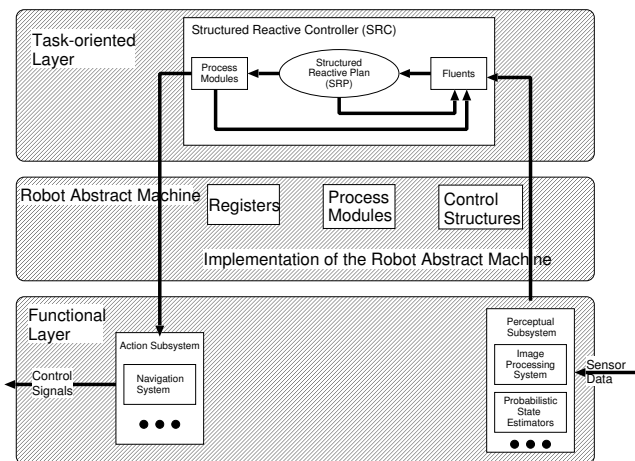 Task-oriented
Layer
Structured Reactive Controller (SRC)
Process
Modules
Structured
Reactive Plan
(SRP)
Fluents
Robot Abstract Machine
Registers
Process
Modules
Control
Structures
Implementation of the Robot Abstract Machine
Functional
Layer
Action Subsystem
Navigation
System
Control
Signals
Perceptual
Subsystem
Image
Processing
System
Probabilistic
State
Estimators
Sensor
Data